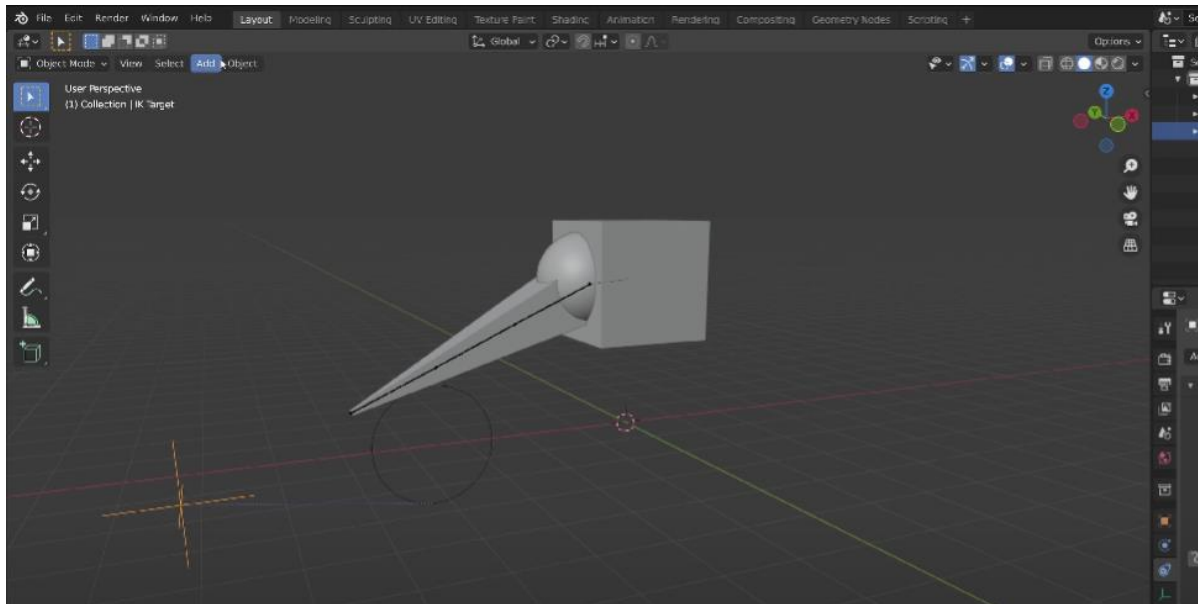 File Edit Render Window Help Layout Modeling Sculpting UV Editing Texture Paint Shading Animation Rendering Compositing Geometry Nodes Scripting +
Global Options
Object Mode View Select Add Object
User Perspective
(1) Collection | IK Target
Z
Y
X